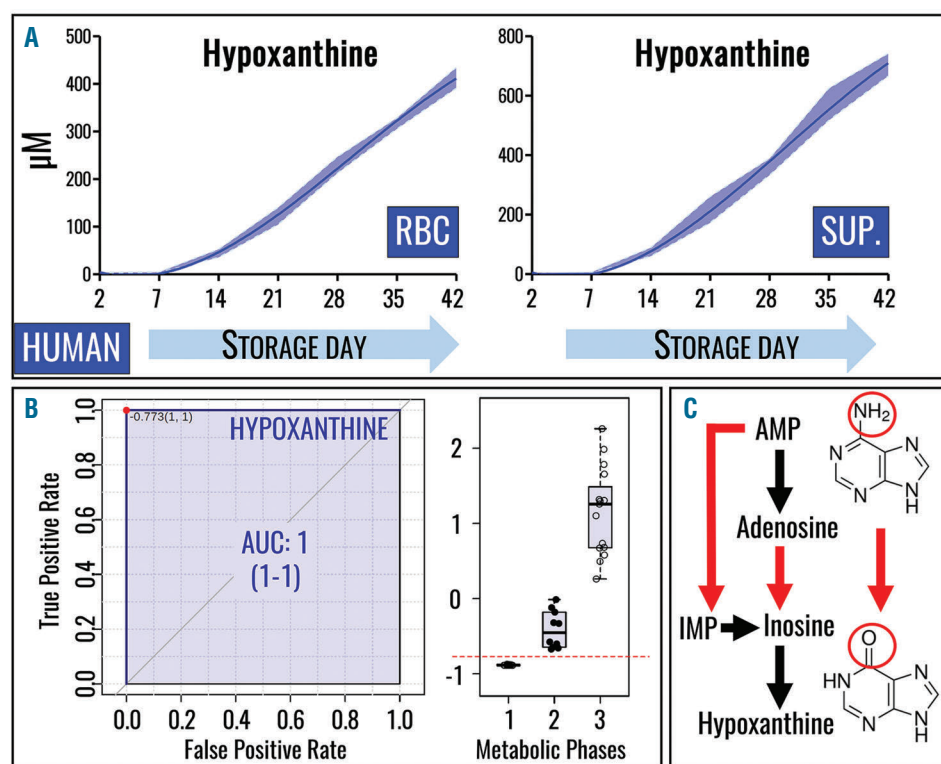 A
Hypoxanthine
500
400
300
200
100
0
µM
RBC
2 7 14 21 28 35 42
Hypoxanthine
800
600
400
200
0
SUP.
2 7 14 21 28 35 42
HUMAN
STORAGE DAY
STORAGE DAY
B
1.0
0.8
0.6
0.4
0.2
0.0
True Positive Rate
-0.773(1, 1)
HYPOXANTHINE
AUC: 1
(1-1)
0.0 0.2 0.4 0.6 0.8 1.0
False Positive Rate
2
1
0
-1
1 2 3
Metabolic Phases
C
AMP
Adenosine
IMP
Inosine
Hypoxanthine
NH2
N
N
N
N
H
O
HN
N
N
N
H